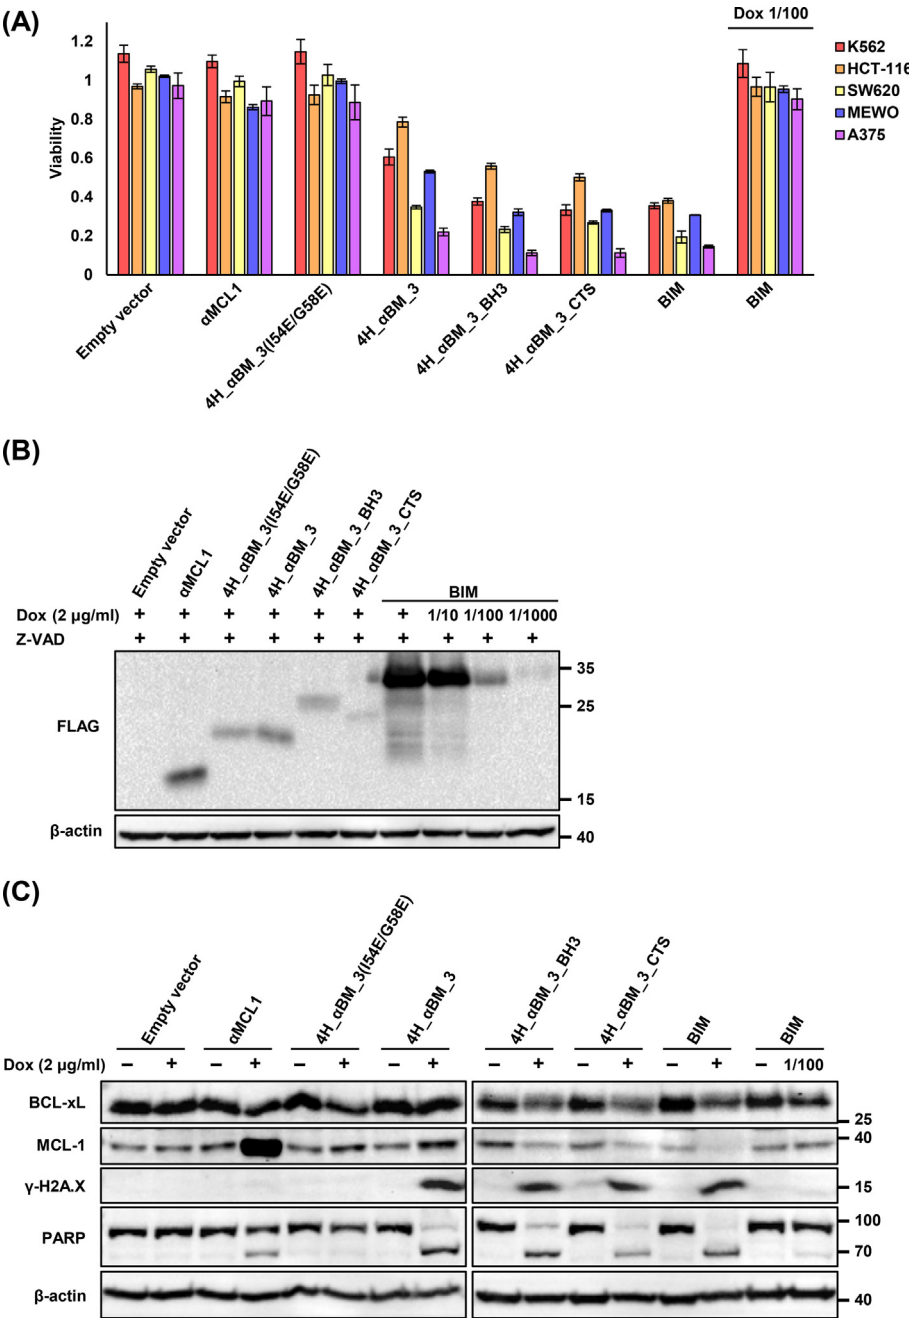 (A)
Dox 1/100
Viability
1.2
1
0.8
0.6
0.4
0.2
0
K562
HCT-116
SW620
MEWO
A375
Empty vector
αMCL1
4H_αBM_3(I54E/G58E)
4H_αBM_3
4H_αBM_3_BH3
4H_αBM_3_CTS
BIM
BIM
(B)
Empty vector
αMCL1
4H_αBM_3(I54E/G58E)
4H_αBM_3
4H_αBM_3_BH3
4H_αBM_3_CTS
BIM
Dox (2 μg/ml) + + + + + + + 1/10 1/100 1/1000
Z-VAD + + + + + + + + + +
FLAG
35
25
15
β-actin
40
(C)
Empty vector
αMCL1
4H_αBM_3(I54E/G58E)
4H_αBM_3
4H_αBM_3_BH3
4H_αBM_3_CTS
BIM
BIM
Dox (2 μg/ml) − + − + − + − + − + − + − + − 1/100
BCL-xL
25
MCL-1
40
γ-H2A.X
15
PARP
100
70
β-actin
40